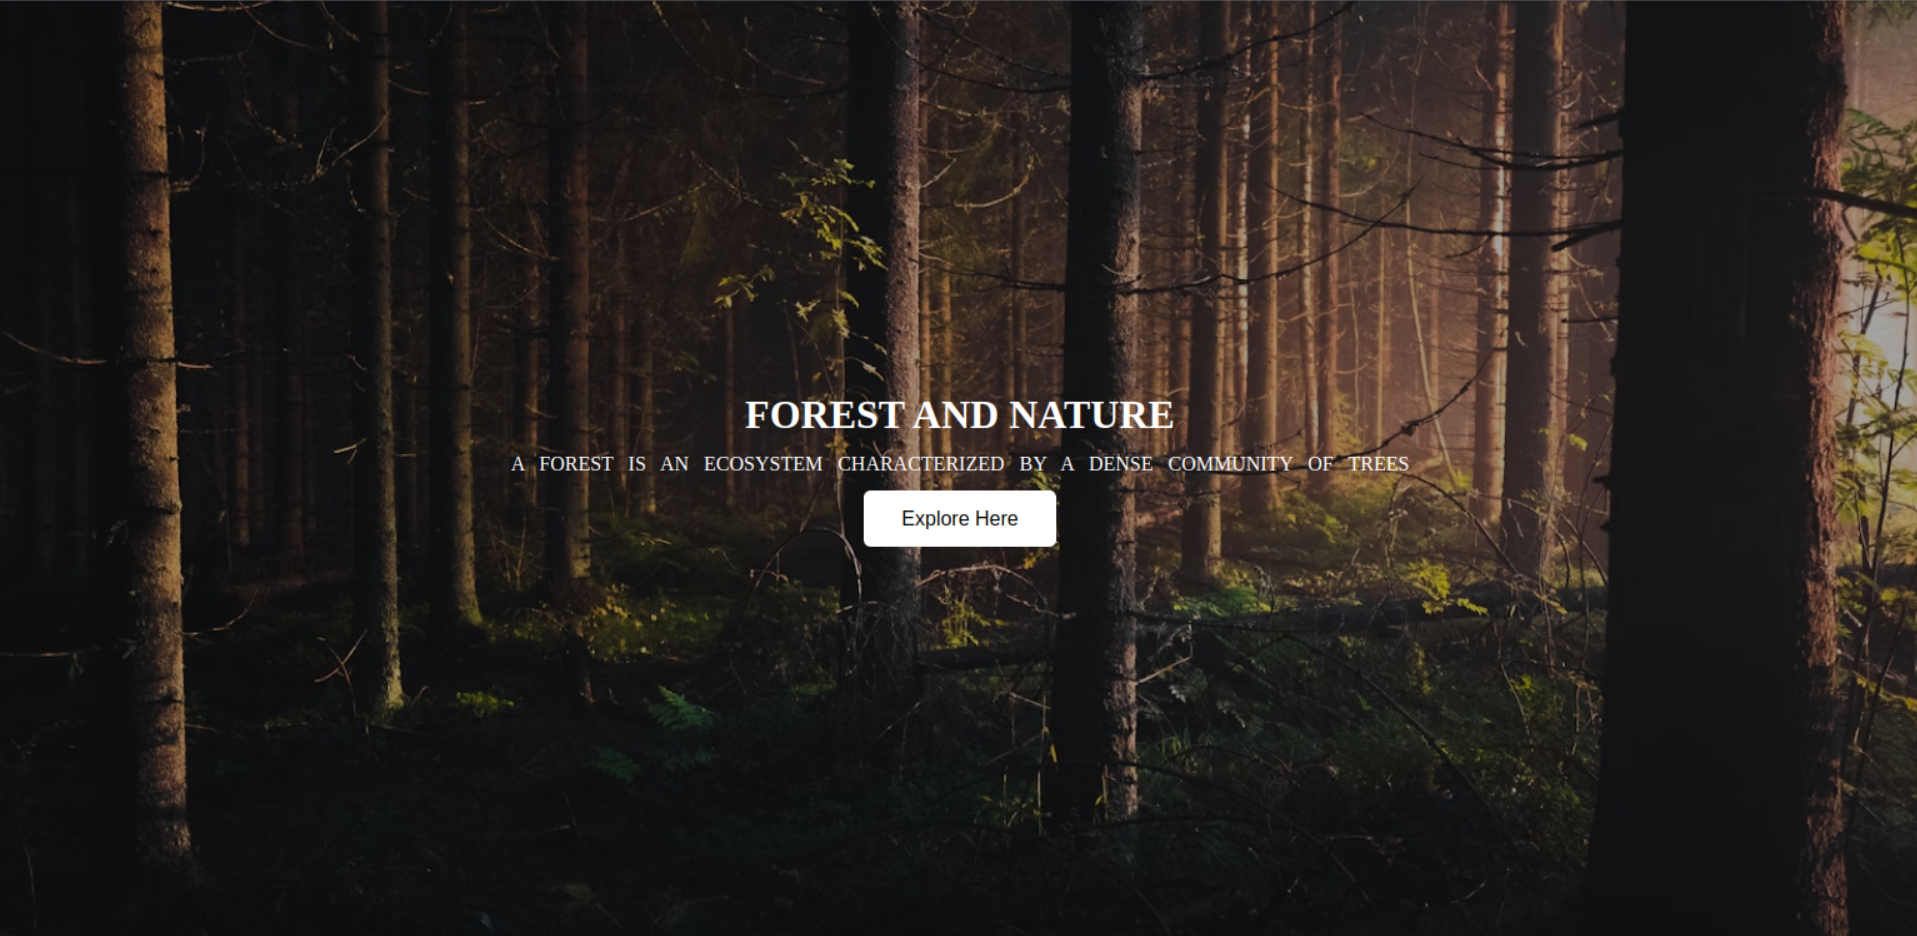 FOREST AND NATURE
A FOREST IS AN ECOSYSTEM CHARACTERIZED BY A DENSE COMMUNITY OF TREES
Explore Here